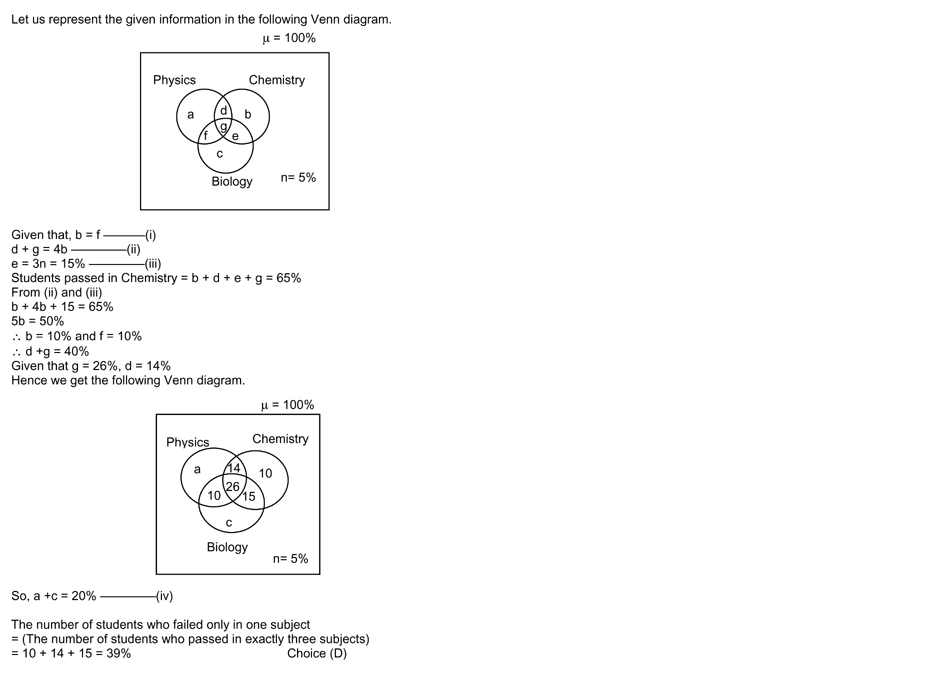 Let us represent the given information in the following Venn diagram.
μ = 100%
Physics
Chemistry
a
d
b
g
f
e
c
Biology
n= 5%
Given that, b = f ———(i)
d + g = 4b ————(ii)
e = 3n = 15% ————(iii)
Students passed in Chemistry = b + d + e + g = 65%
From (ii) and (iii)
b + 4b + 15 = 65%
5b = 50%
∴ b = 10% and f = 10%
∴ d +g = 40%
Given that g = 26%, d = 14%
Hence we get the following Venn diagram.
μ = 100%
Physics
Chemistry
a
14
10
26
10
15
c
Biology
n= 5%
So, a +c = 20% ————(iv)
The number of students who failed only in one subject
= (The number of students who passed in exactly three subjects)
= 10 + 14 + 15 = 39% Choice (D)